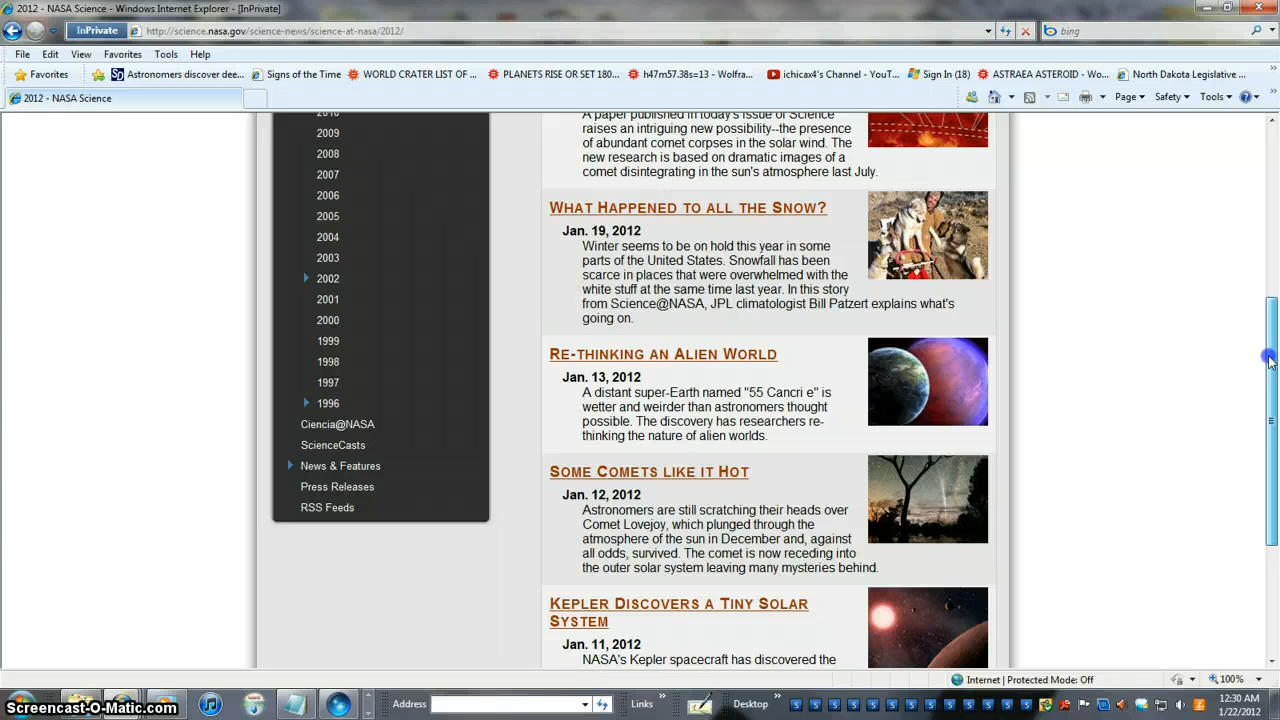 2012 - NASA Science - Windows Internet Explorer - [InPrivate]
InPrivate http://science.nasa.gov/science-news/science-at-nasa/2012/ bing
File Edit View Favorites Tools Help
Favorites Astronomers discover dee... Signs of the Time WORLD CRATER LIST OF ... PLANETS RISE OR SET 180... h47m57.38s=13 - Wolfra... ichicax4's Channel - YouT... Sign In (18) ASTRAEA ASTEROID - Wo... North Dakota Legislative ...
2012 - NASA Science Page Safety Tools
2009
2008
2007
2006
2005
2004
2003
2002
2001
2000
1999
1998
1997
1996
Ciencia@NASA
ScienceCasts
News & Features
Press Releases
RSS Feeds
A paper published in today's issue of Science
raises an intriguing new possibility--the presence
of abundant comet corpses in the solar wind. The
new research is based on dramatic images of a
comet disintegrating in the sun's atmosphere last July.
WHAT HAPPENED TO ALL THE SNOW?
Jan. 19, 2012
Winter seems to be on hold this year in some
parts of the United States. Snowfall has been
scarce in places that were overwhelmed with the
white stuff at the same time last year. In this story
from Science@NASA, JPL climatologist Bill Patzert explains what's
going on.
RE-THINKING AN ALIEN WORLD
Jan. 13, 2012
A distant super-Earth named "55 Cancri e" is
wetter and weirder than astronomers thought
possible. The discovery has researchers re-
thinking the nature of alien worlds.
SOME COMETS LIKE IT HOT
Jan. 12, 2012
Astronomers are still scratching their heads over
Comet Lovejoy, which plunged through the
atmosphere of the sun in December and, against
all odds, survived. The comet is now receding into
the outer solar system leaving many mysteries behind.
KEPLER DISCOVERS A TINY SOLAR
SYSTEM
Jan. 11, 2012
NASA's Kepler spacecraft has discovered the
Internet | Protected Mode: Off 100%
Screencast-O-Matic.com Address Links Desktop 12:30 AM
1/22/2012